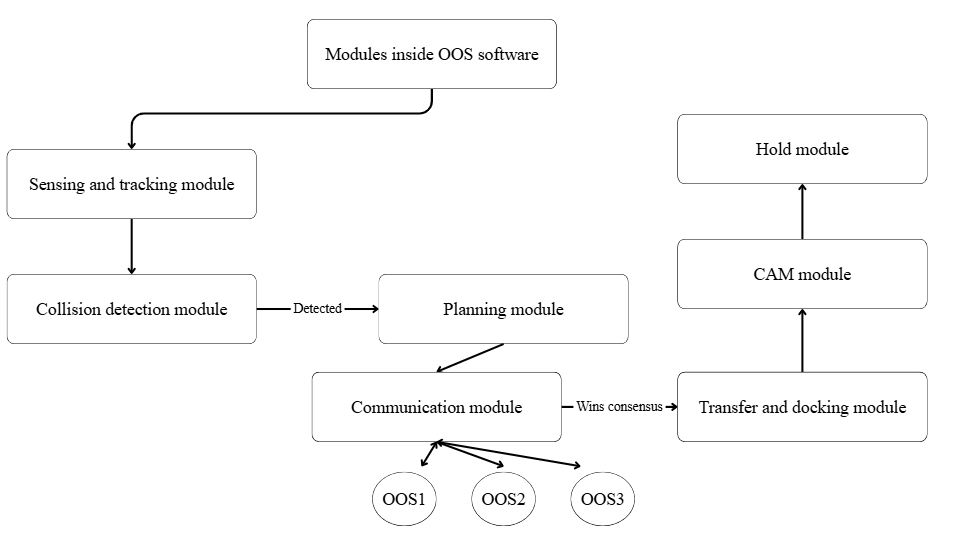 Modules inside OOS software
Hold module
Sensing and tracking module
CAM module
Collision detection module
Detected
Planning module
Communication module
Wins consensus
Transfer and docking module
OOS1
OOS2
OOS3